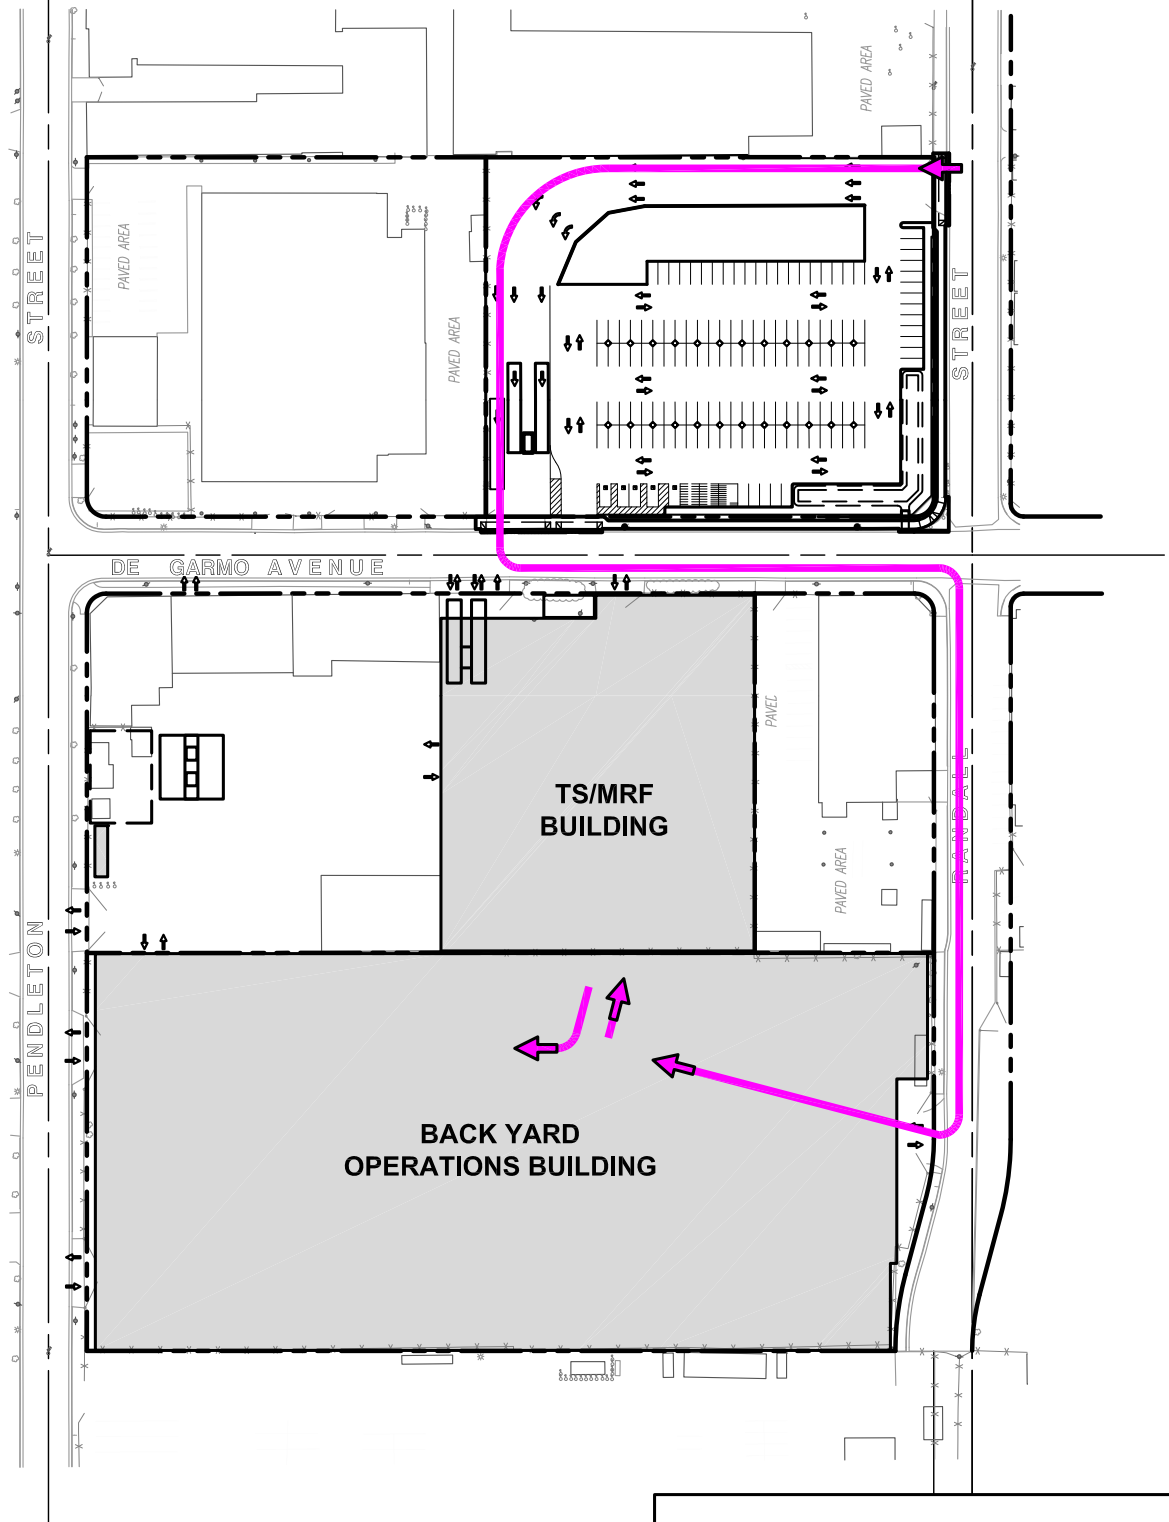 PAVED AREA
PAVED AREA
STREET
PAVED AREA
STREET
DE GARMO AVENUE
PAVED
RANDALL
TS/MRF
BUILDING
PAVED AREA
PENDLETON
BACK YARD
OPERATIONS BUILDING